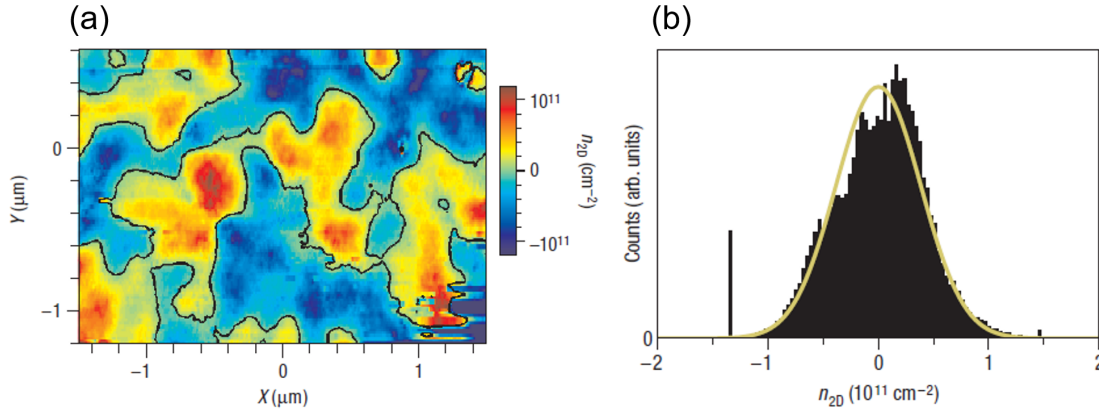 (a)
(b)
10¹¹
0
−10¹¹
n₂D (cm⁻²)
0
−1
Y (μm)
−1
0
1
X (μm)
Counts (arb. units)
0
−2
−1
0
1
2
n₂D (10¹¹ cm⁻²)